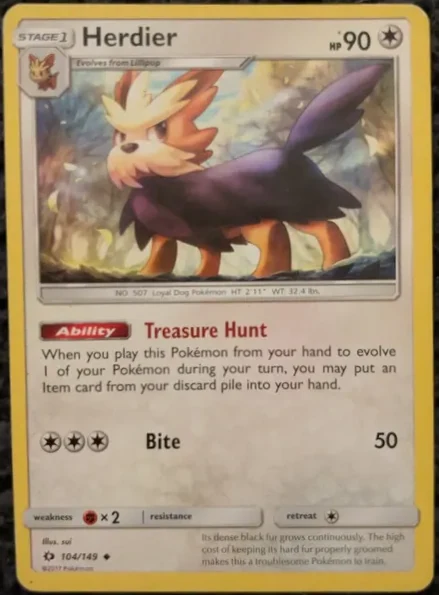 STAGE 1 Herdier HP 90
Evolves from Lillipup
NO. 507 Loyal Dog Pokémon HT: 2'11" WT: 32.4 lbs.
Ability Treasure Hunt
When you play this Pokémon from your hand to evolve
1 of your Pokémon during your turn, you may put an
Item card from your discard pile into your hand.
Bite 50
weakness ×2 resistance retreat
Illus. sui
104/149
©2017 Pokémon
Its dense black fur grows continuously. The high
cost of keeping its hard fur properly groomed
makes this a troublesome Pokémon to train.